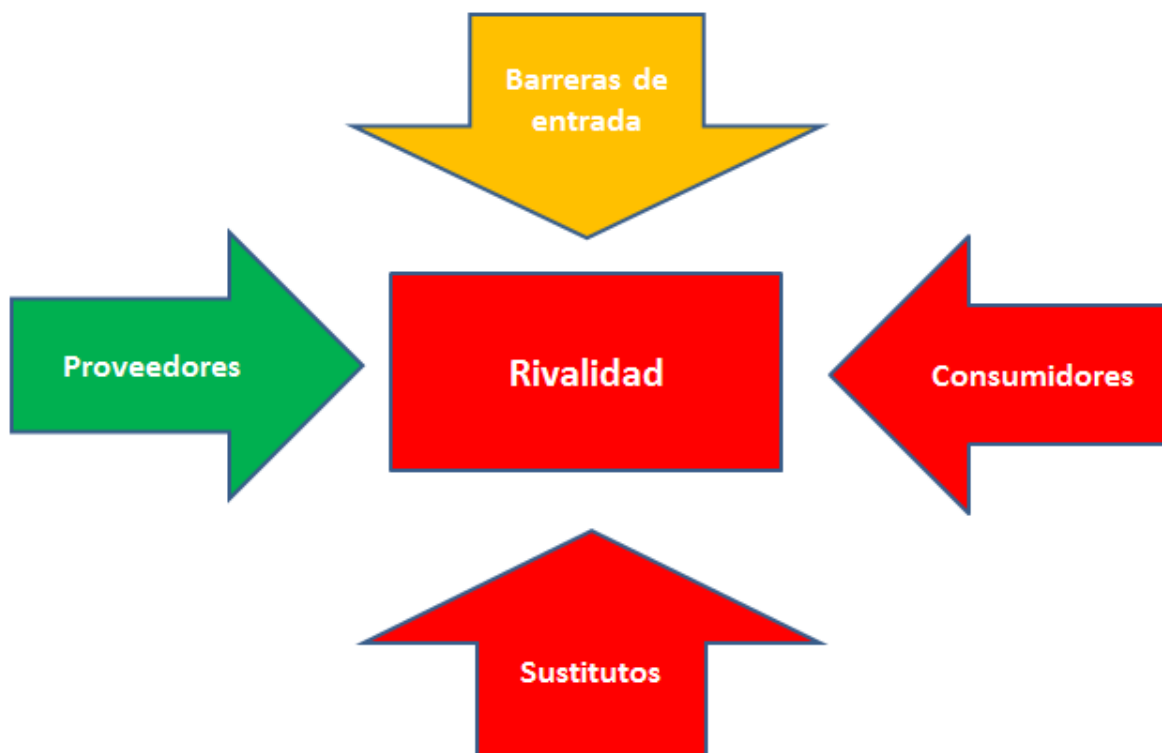 Barreras de
entrada
Proveedores
Rivalidad
Consumidores
Sustitutos